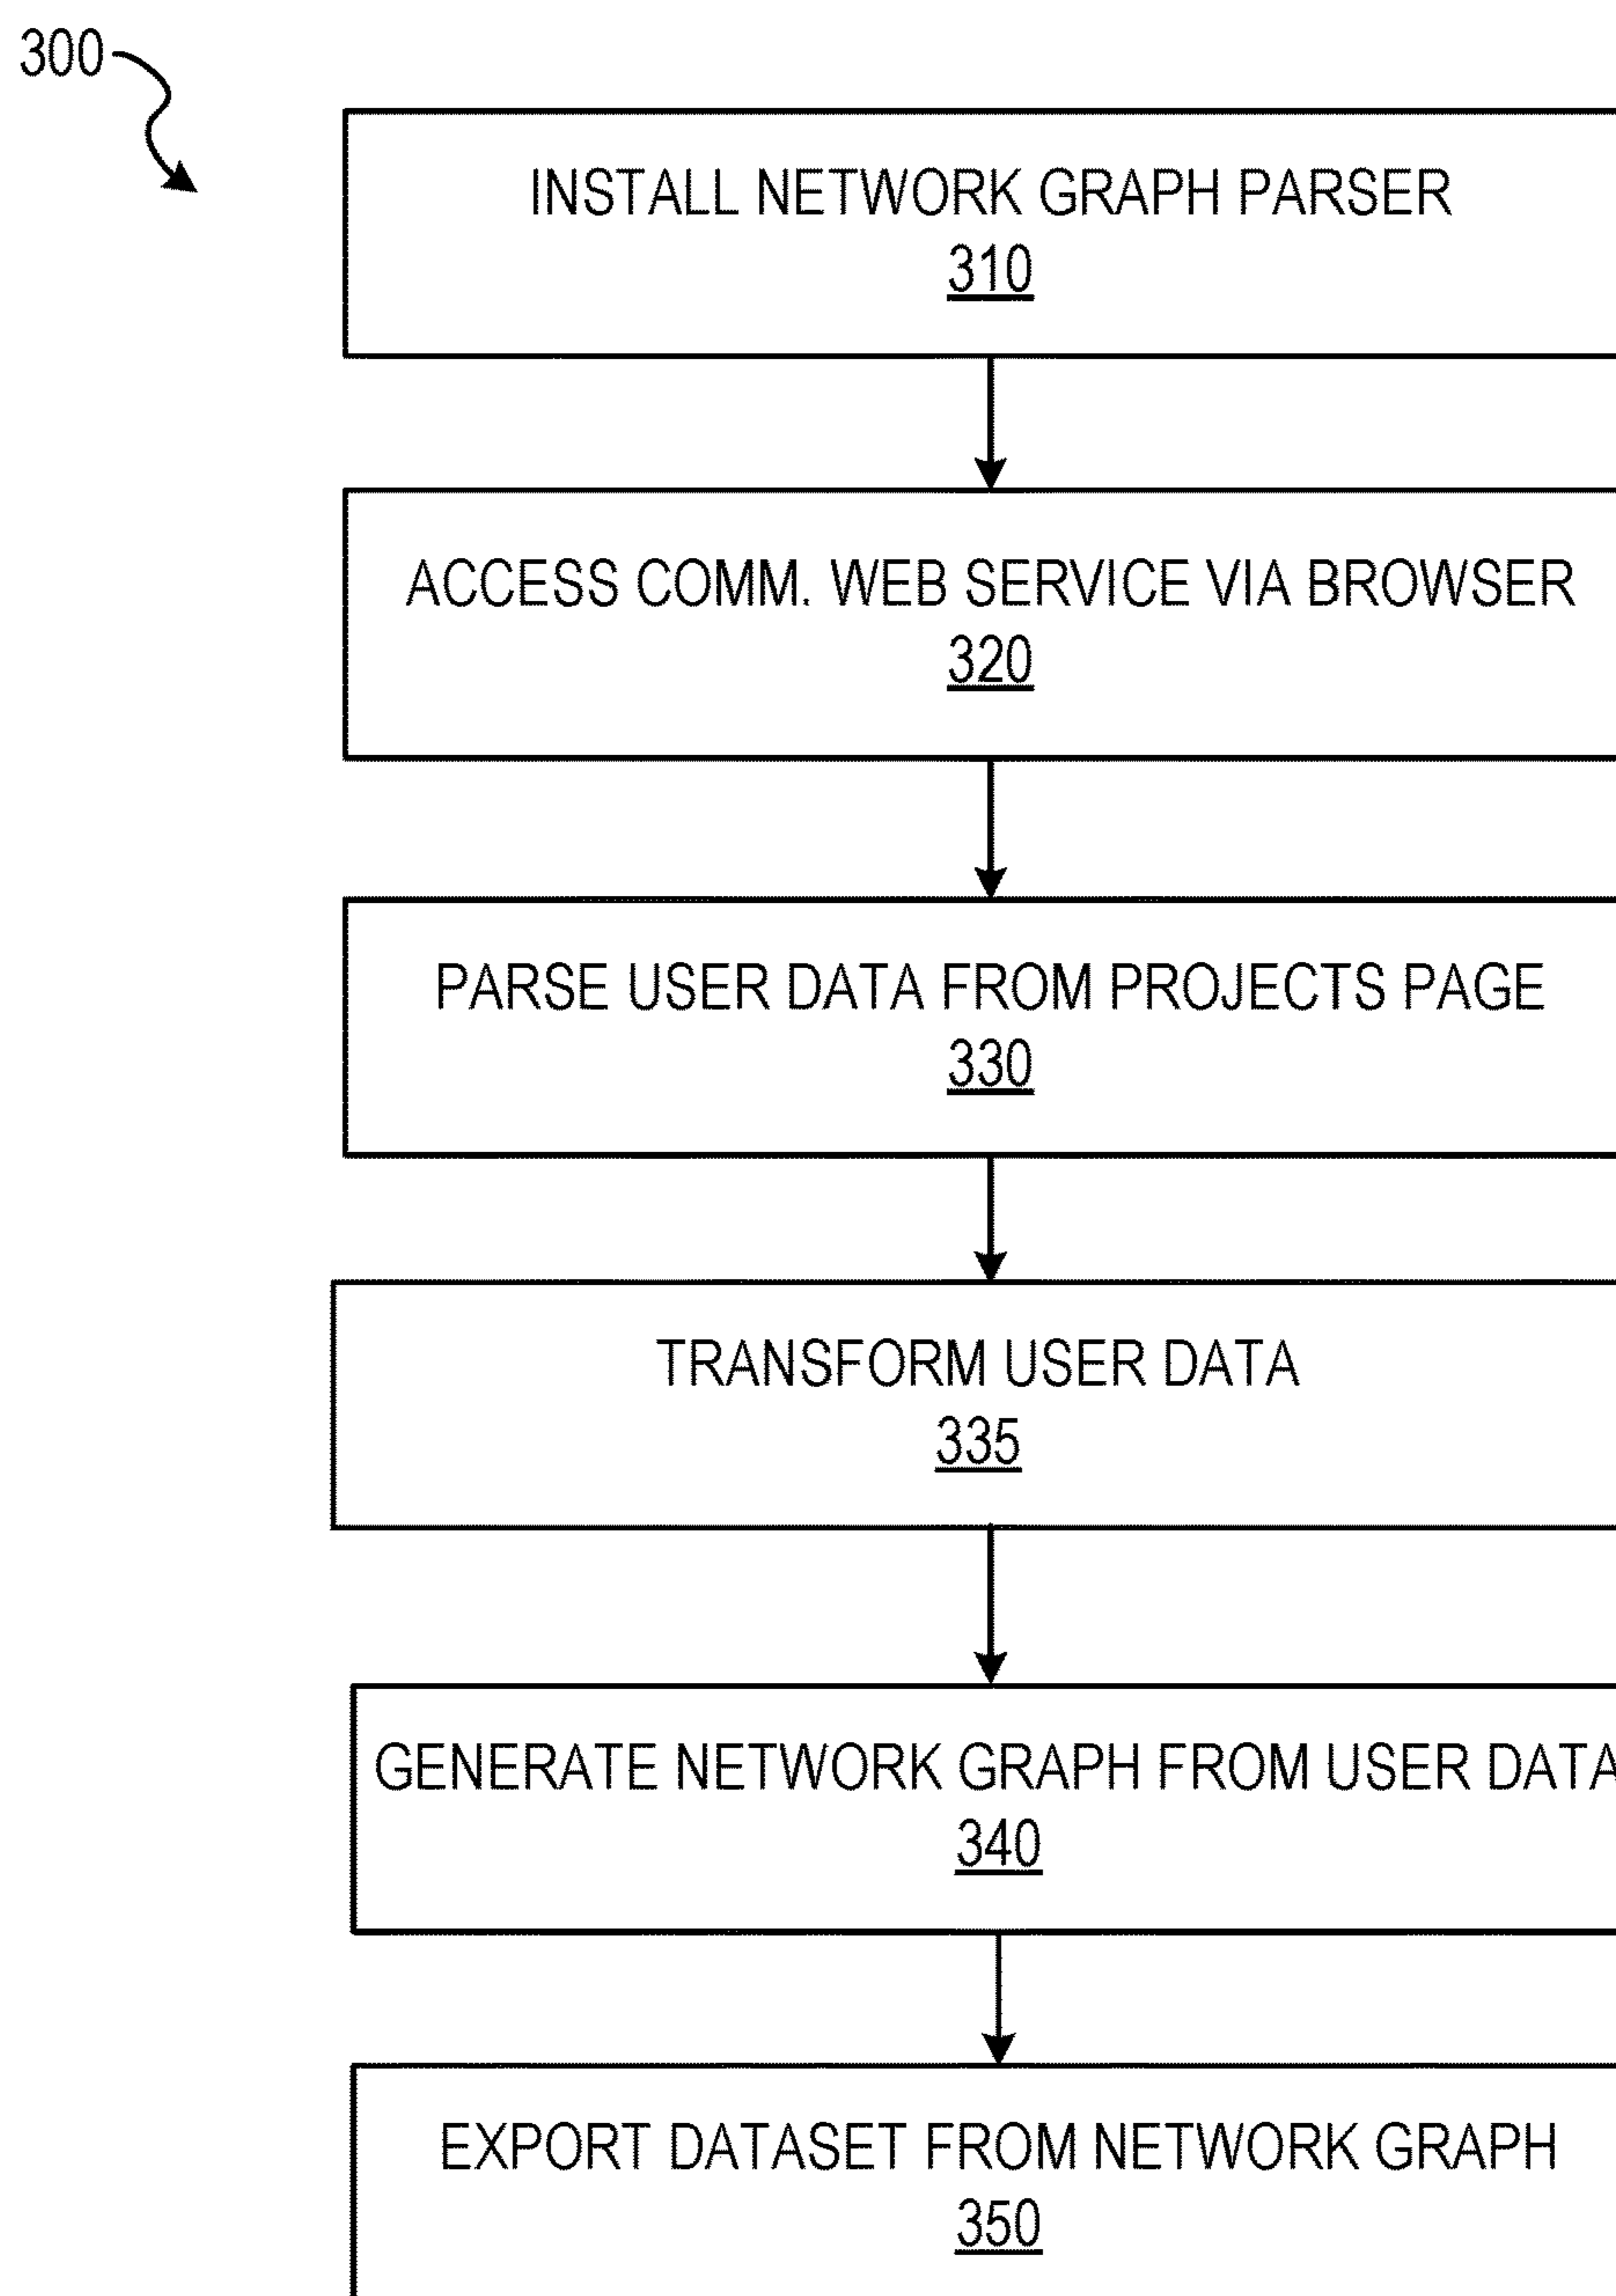 300
INSTALL NETWORK GRAPH PARSER
310
ACCESS COMM. WEB SERVICE VIA BROWSER
320
PARSE USER DATA FROM PROJECTS PAGE
330
TRANSFORM USER DATA
335
GENERATE NETWORK GRAPH FROM USER DATA
340
EXPORT DATASET FROM NETWORK GRAPH
350